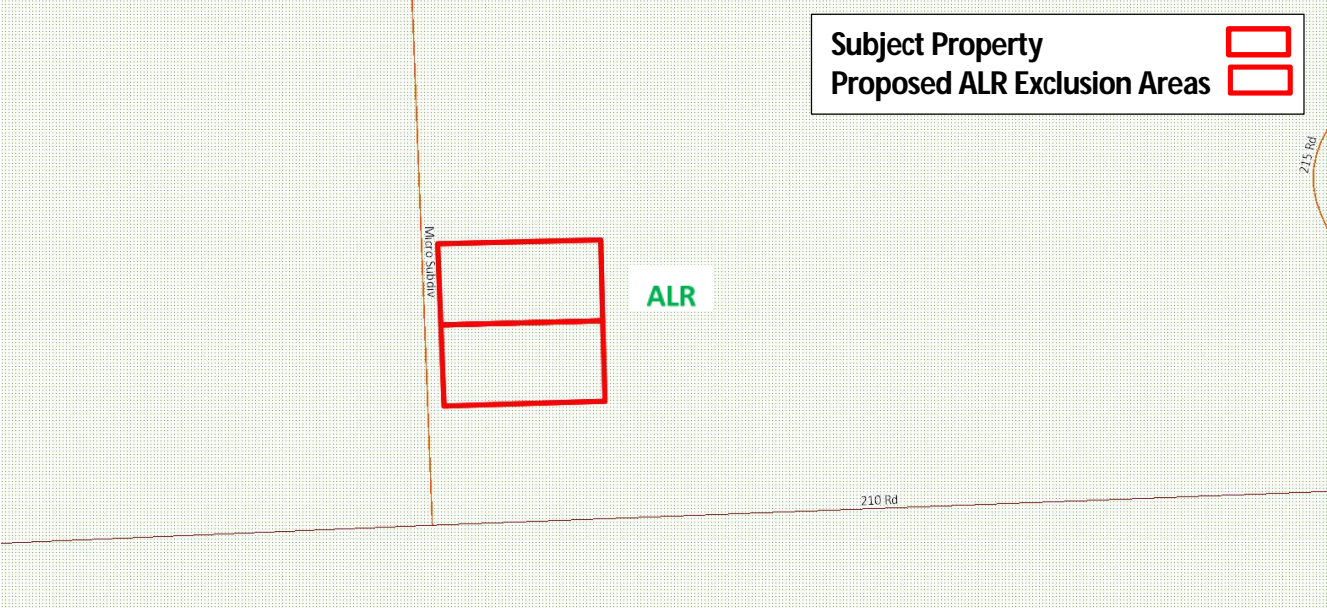 Subject Property
Proposed ALR Exclusion Areas
215 Rd
Micro Subdiv
ALR
210 Rd